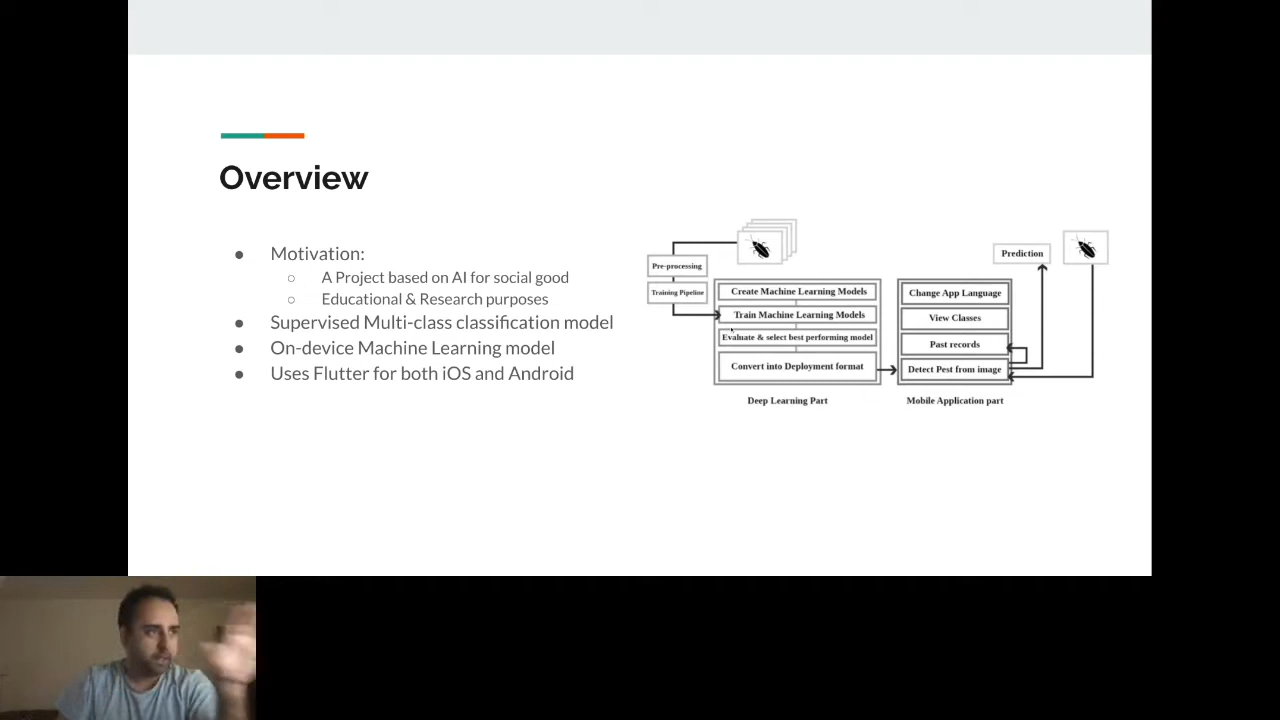 Overview
Motivation:
A Project based on AI for social good
Educational & Research purposes
Supervised Multi-class classification model
On-device Machine Learning model
Uses Flutter for both iOS and Android
Pre-processing
Training Pipeline
Create Machine Learning Models
Train Machine Learning Models
Evaluate & select best performing model
Convert into Deployment format
Deep Learning Part
Prediction
Change App Language
View Classes
Past records
Detect Pest from image
Mobile Application part